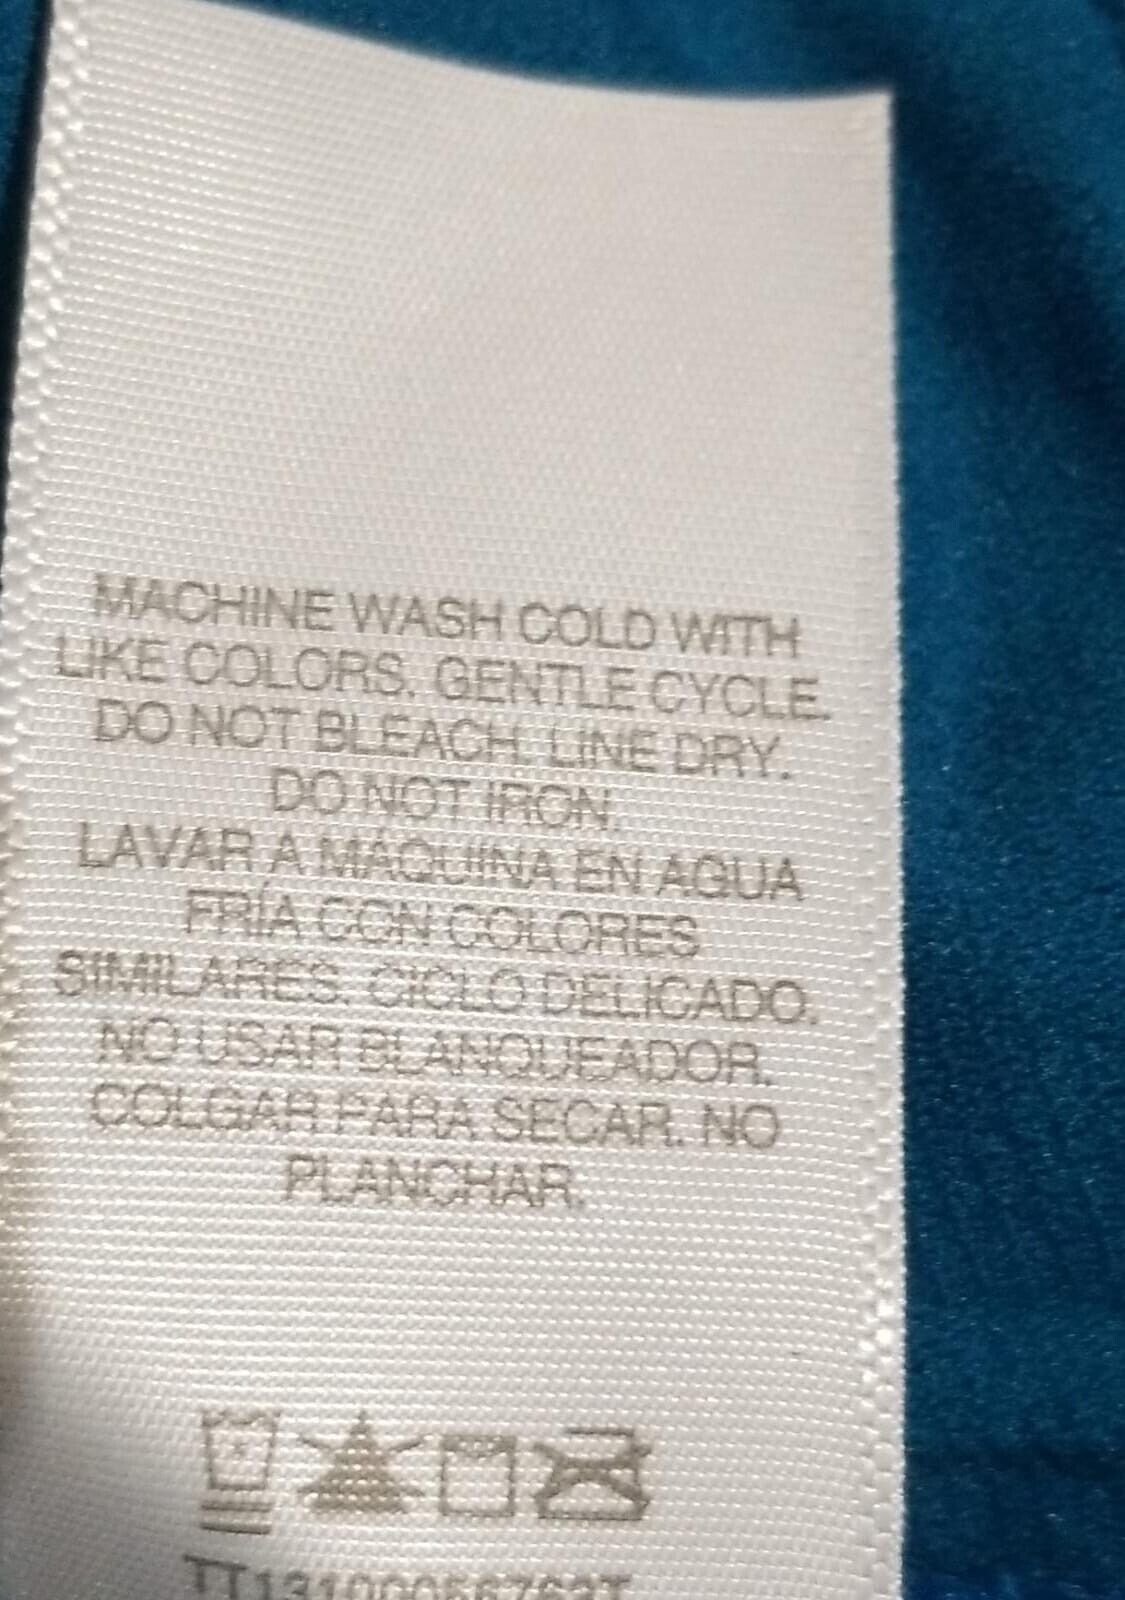 MACHINE WASH COLD WITH
LIKE COLORS. GENTLE CYCLE.
DO NOT BLEACH. LINE DRY.
DO NOT IRON.
LAVAR A MÁQUINA EN AGUA
FRÍA CON COLORES
SIMILARES. CICLO DELICADO.
NO USAR BLANQUEADOR.
COLGAR PARA SECAR. NO
PLANCHAR.